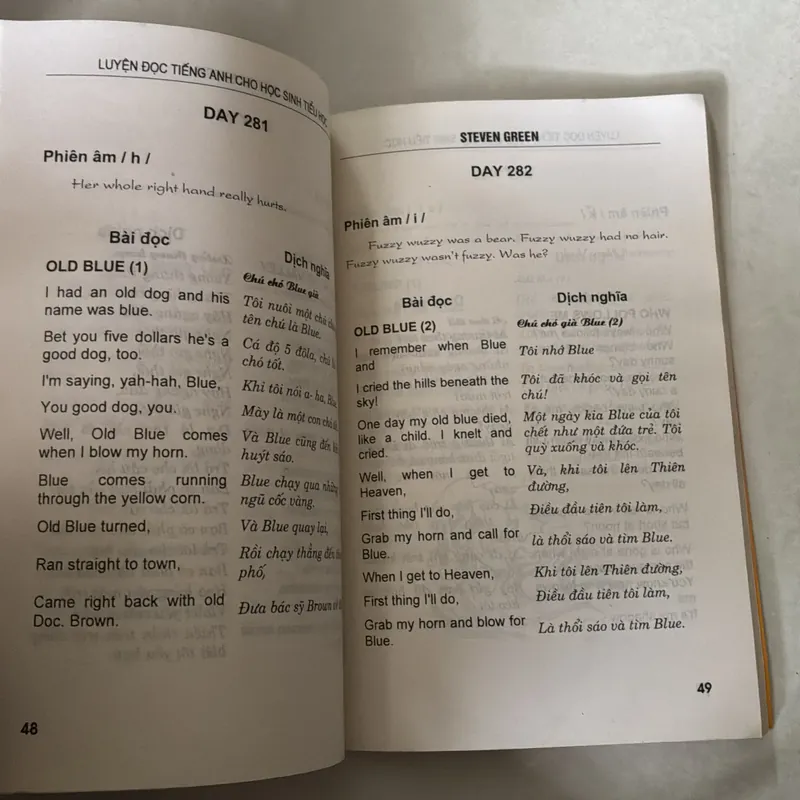 LUYỆN ĐỌC TIẾNG ANH CHO HỌC SINH TIỂU HỌC
DAY 281
Phiên âm / h /
Her whole right hand really hurts.
Bài đọc
Dịch nghĩa
OLD BLUE (1)
Chú chó Blue già
I had an old dog and his
name was blue.
Tôi nuôi một chú
tên chú là Blue.
Bet you five dollars he's a
good dog, too.
Cá độ 5 đôla,
chó tốt.
I'm saying, yah-hah, Blue,
Khi tôi nói a- ha,
You good dog, you.
Mày là một con chó
Well, Old Blue comes
when I blow my horn.
Và Blue cũng đến
huýt sáo.
Blue comes running
through the yellow corn.
Blue chạy qua
ngũ cốc vàng.
Old Blue turned,
Và Blue quay lại,
Ran straight to town,
Rồi chạy thẳng đến
phố,
Came right back with old
Doc. Brown.
Đưa bác sỹ Brown
48
STEVEN GREEN
DAY 282
Phiên âm / i /
Fuzzy wuzzy was a bear. Fuzzy wuzzy had no hair.
Fuzzy wuzzy wasn't fuzzy. Was he?
Bài đọc
Dịch nghĩa
OLD BLUE (2)
Chú chó già Blue (2)
I remember when Blue
and
Tôi nhớ Blue
I cried the hills beneath the
sky!
Tôi đã khóc và gọi tên
chú!
One day my old blue died,
like a child. I knelt and
cried.
Một ngày kia Blue của tôi
chết như một đứa trẻ. Tôi
quỳ xuống và khóc.
Well, when I get to
Heaven,
Và, khi tôi lên Thiên
đường,
First thing I'll do,
Điều đầu tiên tôi làm,
Grab my horn and call for
Blue.
là thổi sáo và tìm Blue.
When I get to Heaven,
Khi tôi lên Thiên đường,
First thing I'll do,
Điều đầu tiên tôi làm,
Grab my horn and blow for
Blue.
Là thổi sáo và tìm Blue.
49